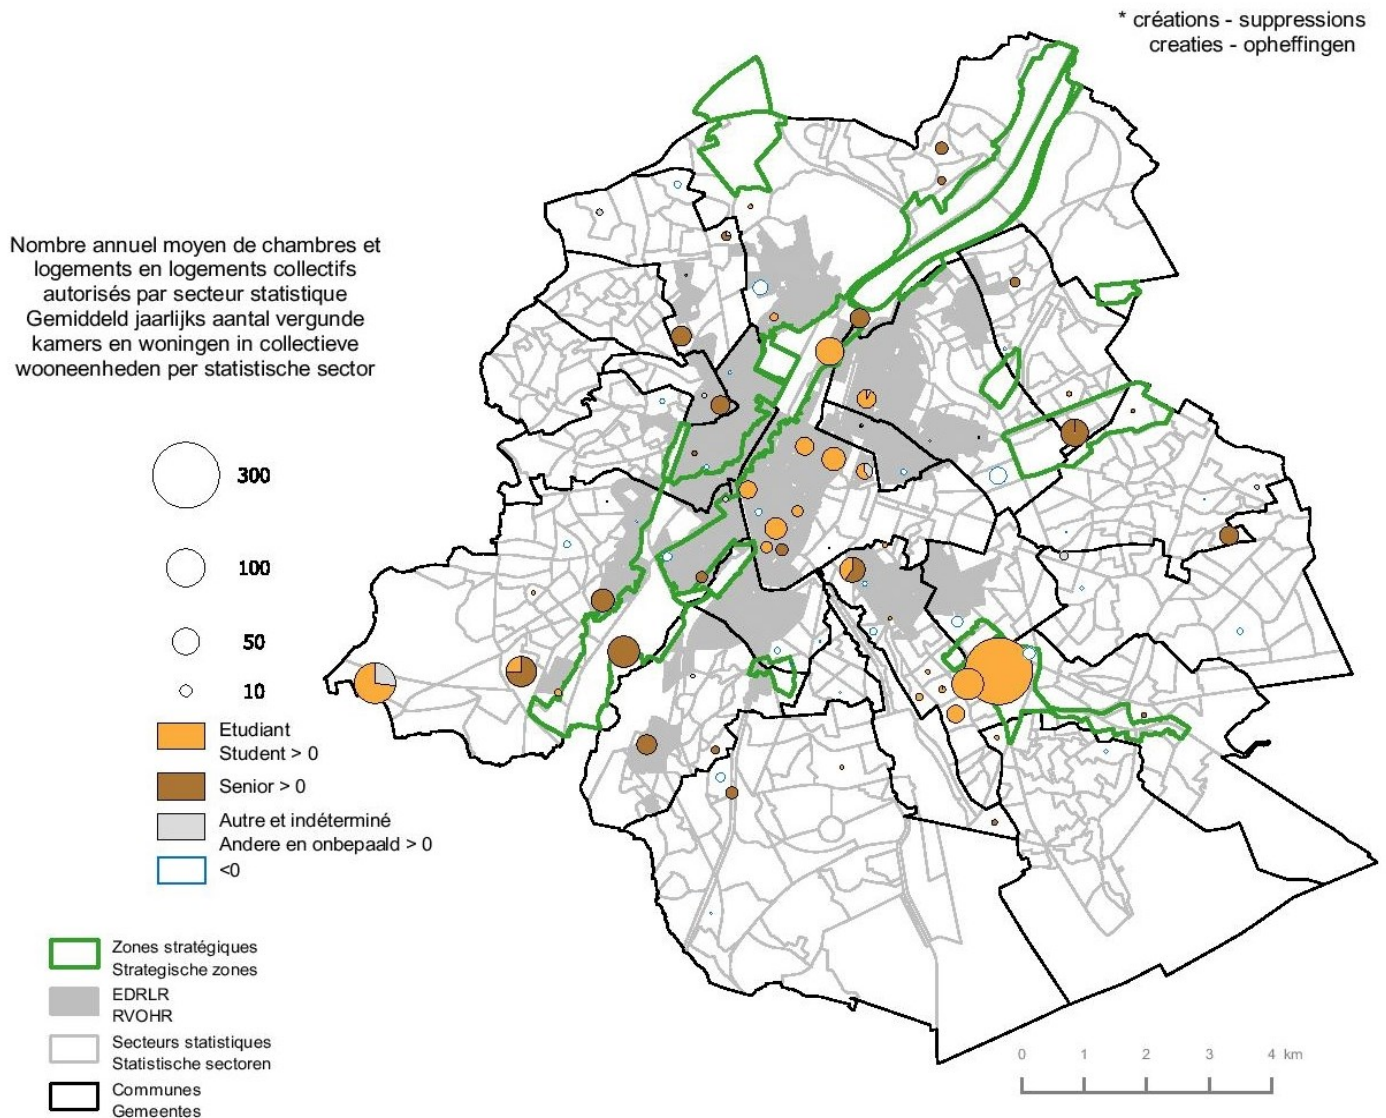 * créations - suppressions
creaties - opheffingen
Nombre annuel moyen de chambres et
logements en logements collectifs
autorisés par secteur statistique
Gemiddeld jaarlijks aantal vergunde
kamers en woningen in collectieve
wooneenheden per statistische sector
300
100
50
10
Etudiant
Student > 0
Senior > 0
Autre et indéterminé
Andere en onbepaald > 0
<0
Zones stratégiques
Strategische zones
EDRLR
RVOHR
Secteurs statistiques
Statistische sectoren
Communes
Gemeentes
0 1 2 3 4 km